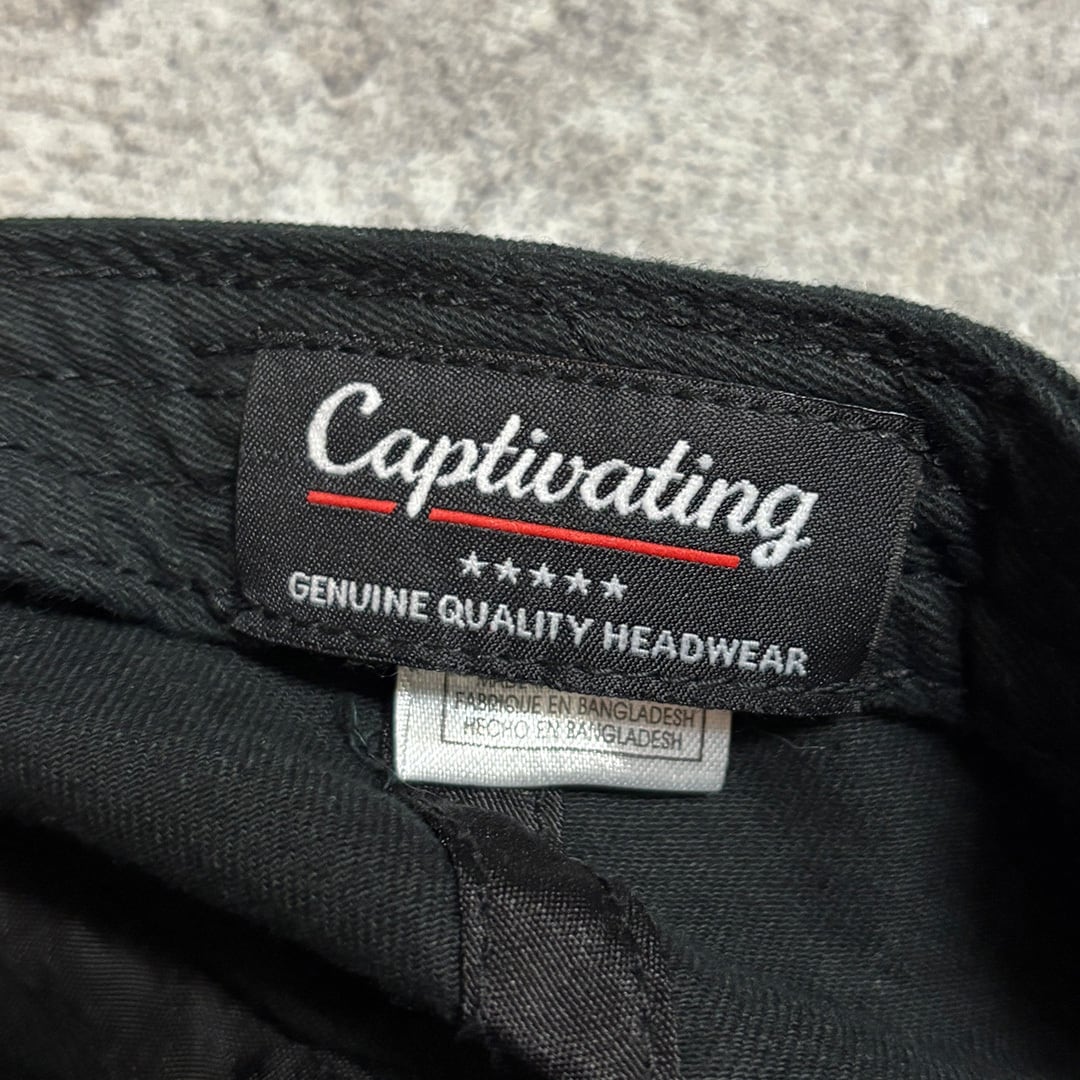 Captivating
★★★★★
GENUINE QUALITY HEADWEAR
FABRIQUE EN BANGLADESH
HECHO EN BANGLADESH